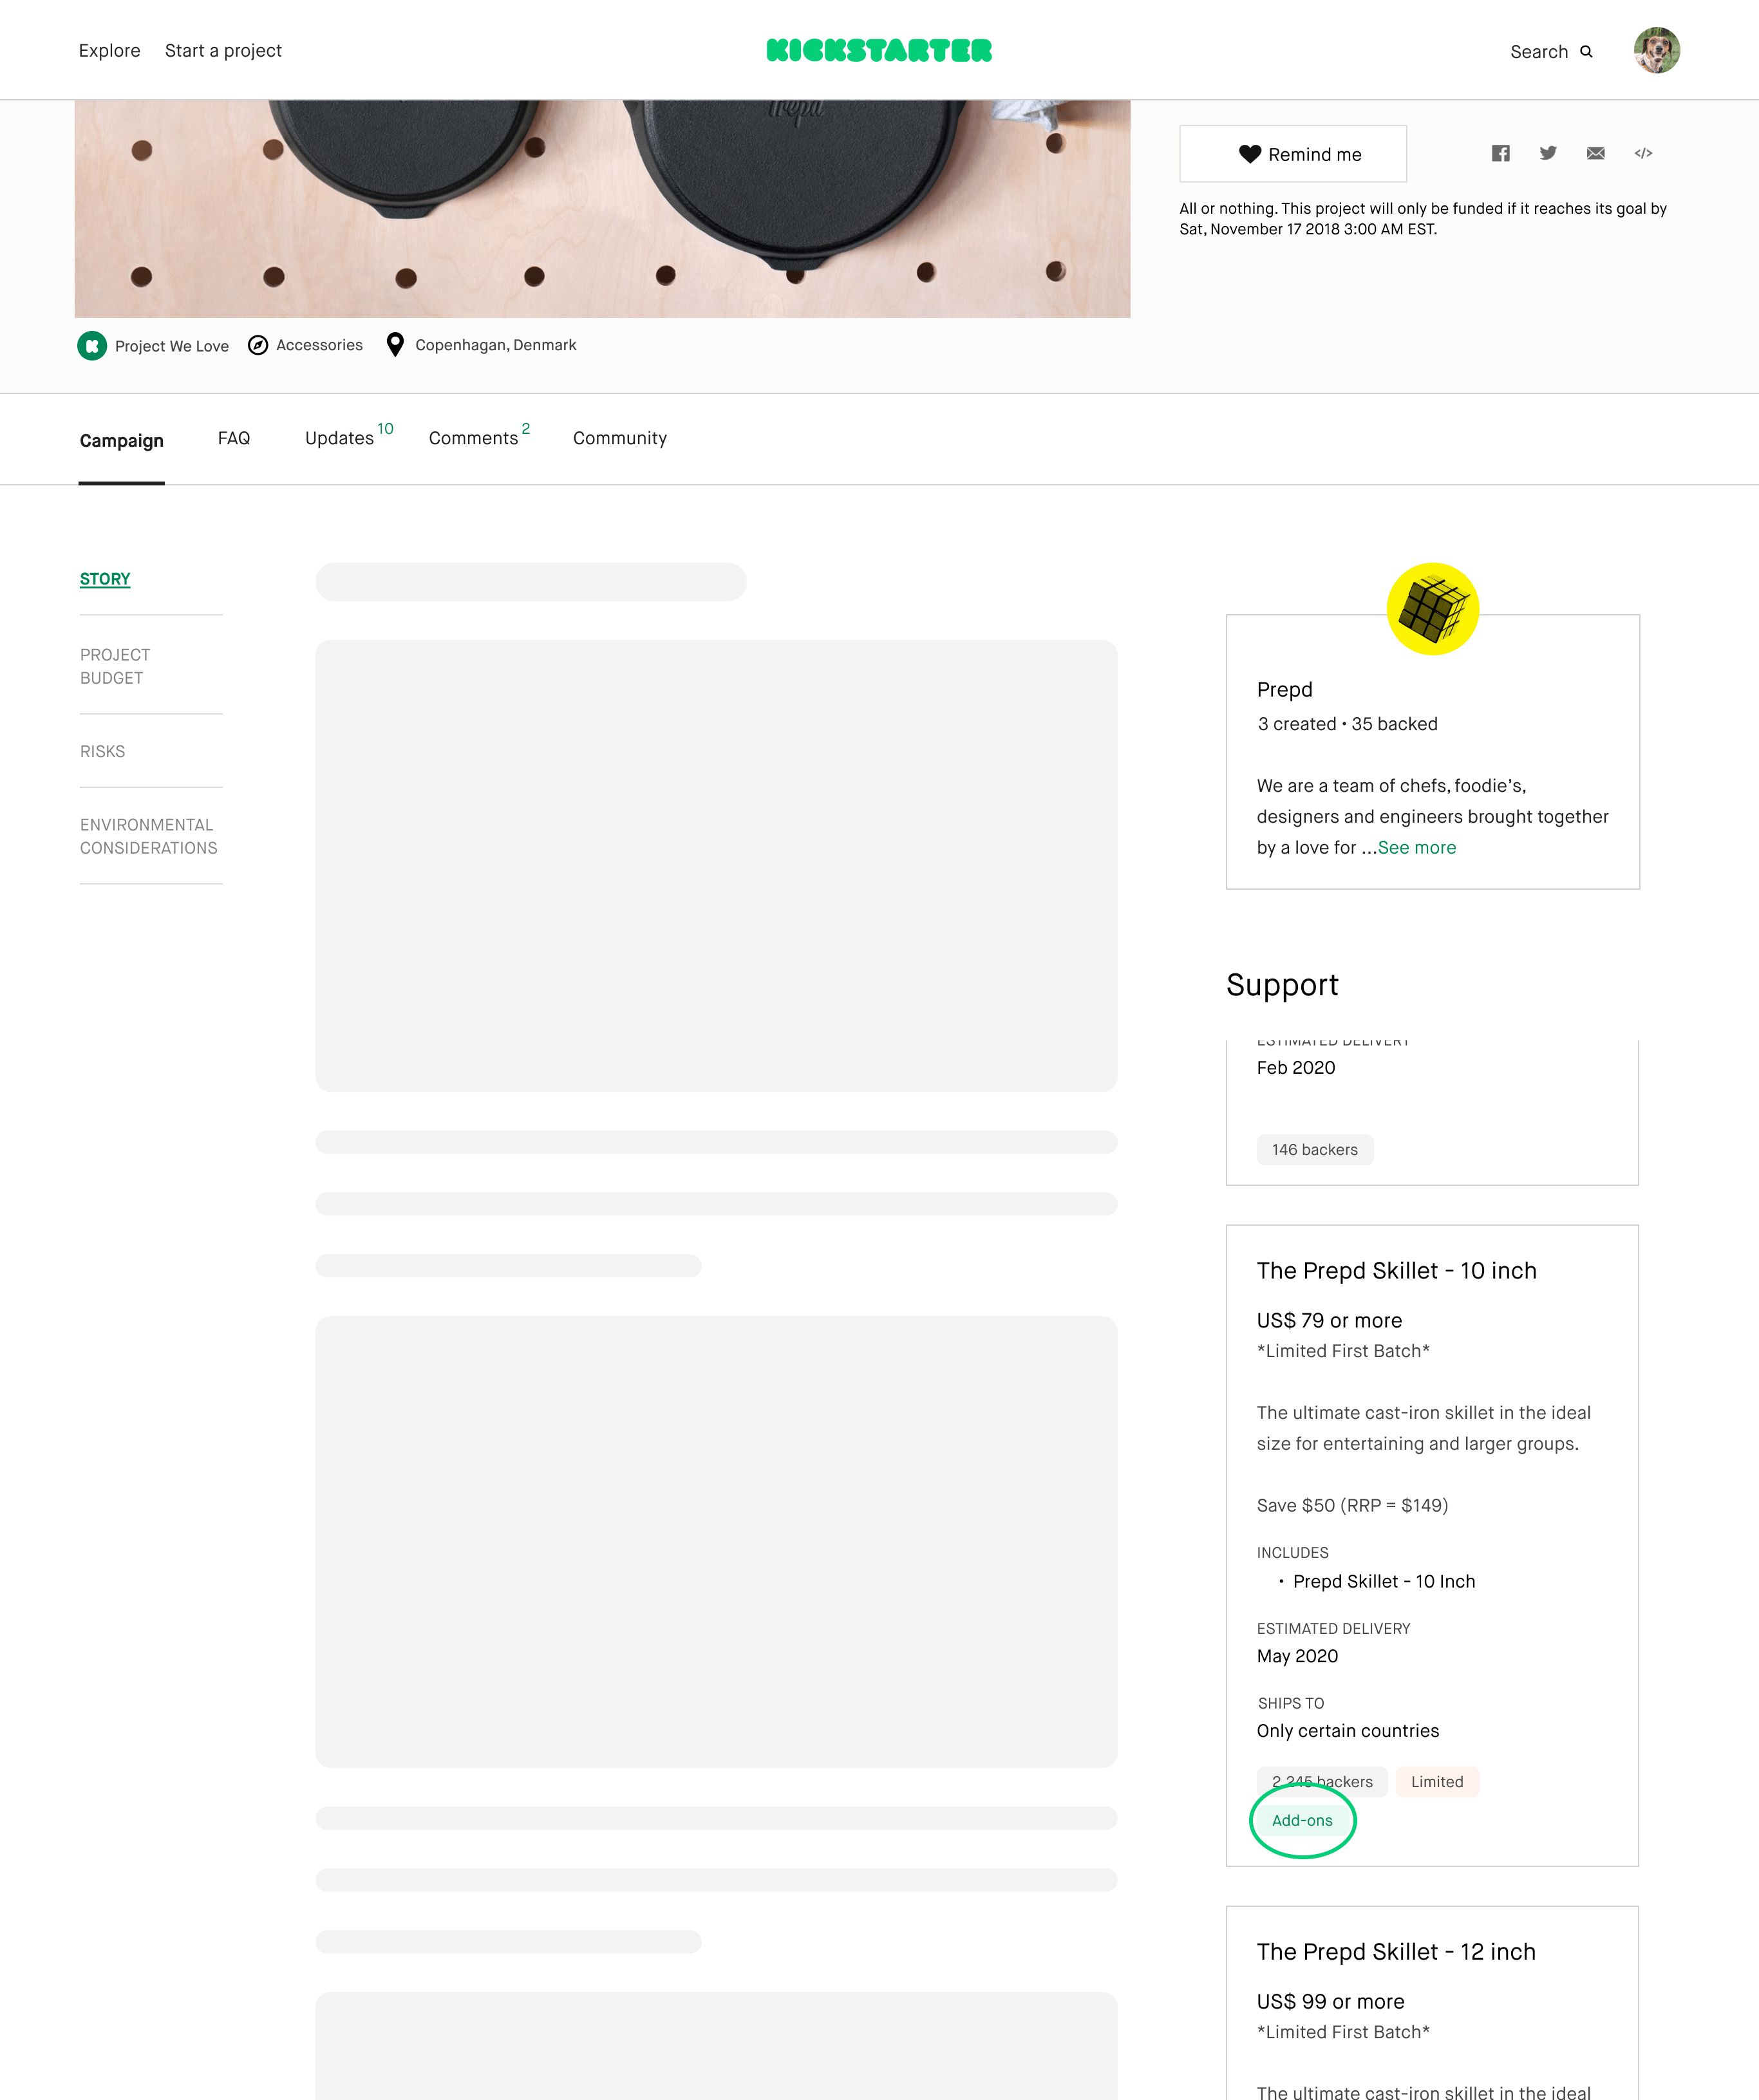 Explore
Start a project
KICKSTARTER
Search
Prepd
Remind me
All or nothing. This project will only be funded if it reaches its goal by
Sat, November 17 2018 3:00 AM EST.
Project We Love
Accessories
Copenhagan, Denmark
Campaign
FAQ
Updates 10
Comments 2
Community
STORY
PROJECT
BUDGET
RISKS
ENVIRONMENTAL
CONSIDERATIONS
Prepd
3 created • 35 backed
We are a team of chefs, foodie’s,
designers and engineers brought together
by a love for ...See more
Support
ESTIMATED DELIVERY
Feb 2020
146 backers
The Prepd Skillet - 10 inch
US$ 79 or more
*Limited First Batch*
The ultimate cast-iron skillet in the ideal
size for entertaining and larger groups.
Save $50 (RRP = $149)
INCLUDES
• Prepd Skillet - 10 Inch
ESTIMATED DELIVERY
May 2020
SHIPS TO
Only certain countries
2,245 backers
Limited
Add-ons
The Prepd Skillet - 12 inch
US$ 99 or more
*Limited First Batch*
The ultimate cast-iron skillet in the ideal